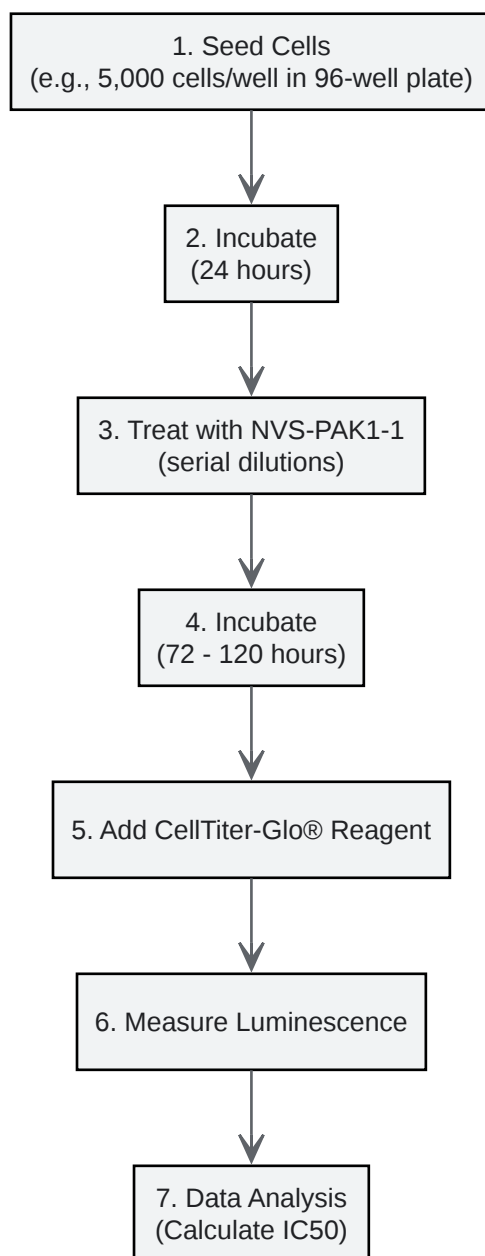 1. Seed Cells
(e.g., 5,000 cells/well in 96-well plate)
2. Incubate
(24 hours)
3. Treat with NVS-PAK1-1
(serial dilutions)
4. Incubate
(72 - 120 hours)
5. Add CellTiter-Glo® Reagent
6. Measure Luminescence
7. Data Analysis
(Calculate IC50)